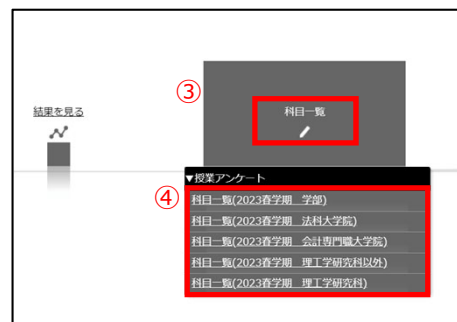 ③
科目一覧
結果を見る
▼授業アンケート
④
科目一覧(2023春学期　学部)
科目一覧(2023春学期　法科大学院)
科目一覧(2023春学期　会計専門職大学院)
科目一覧(2023春学期　理工学研究科以外)
科目一覧(2023春学期　理工学研究科)